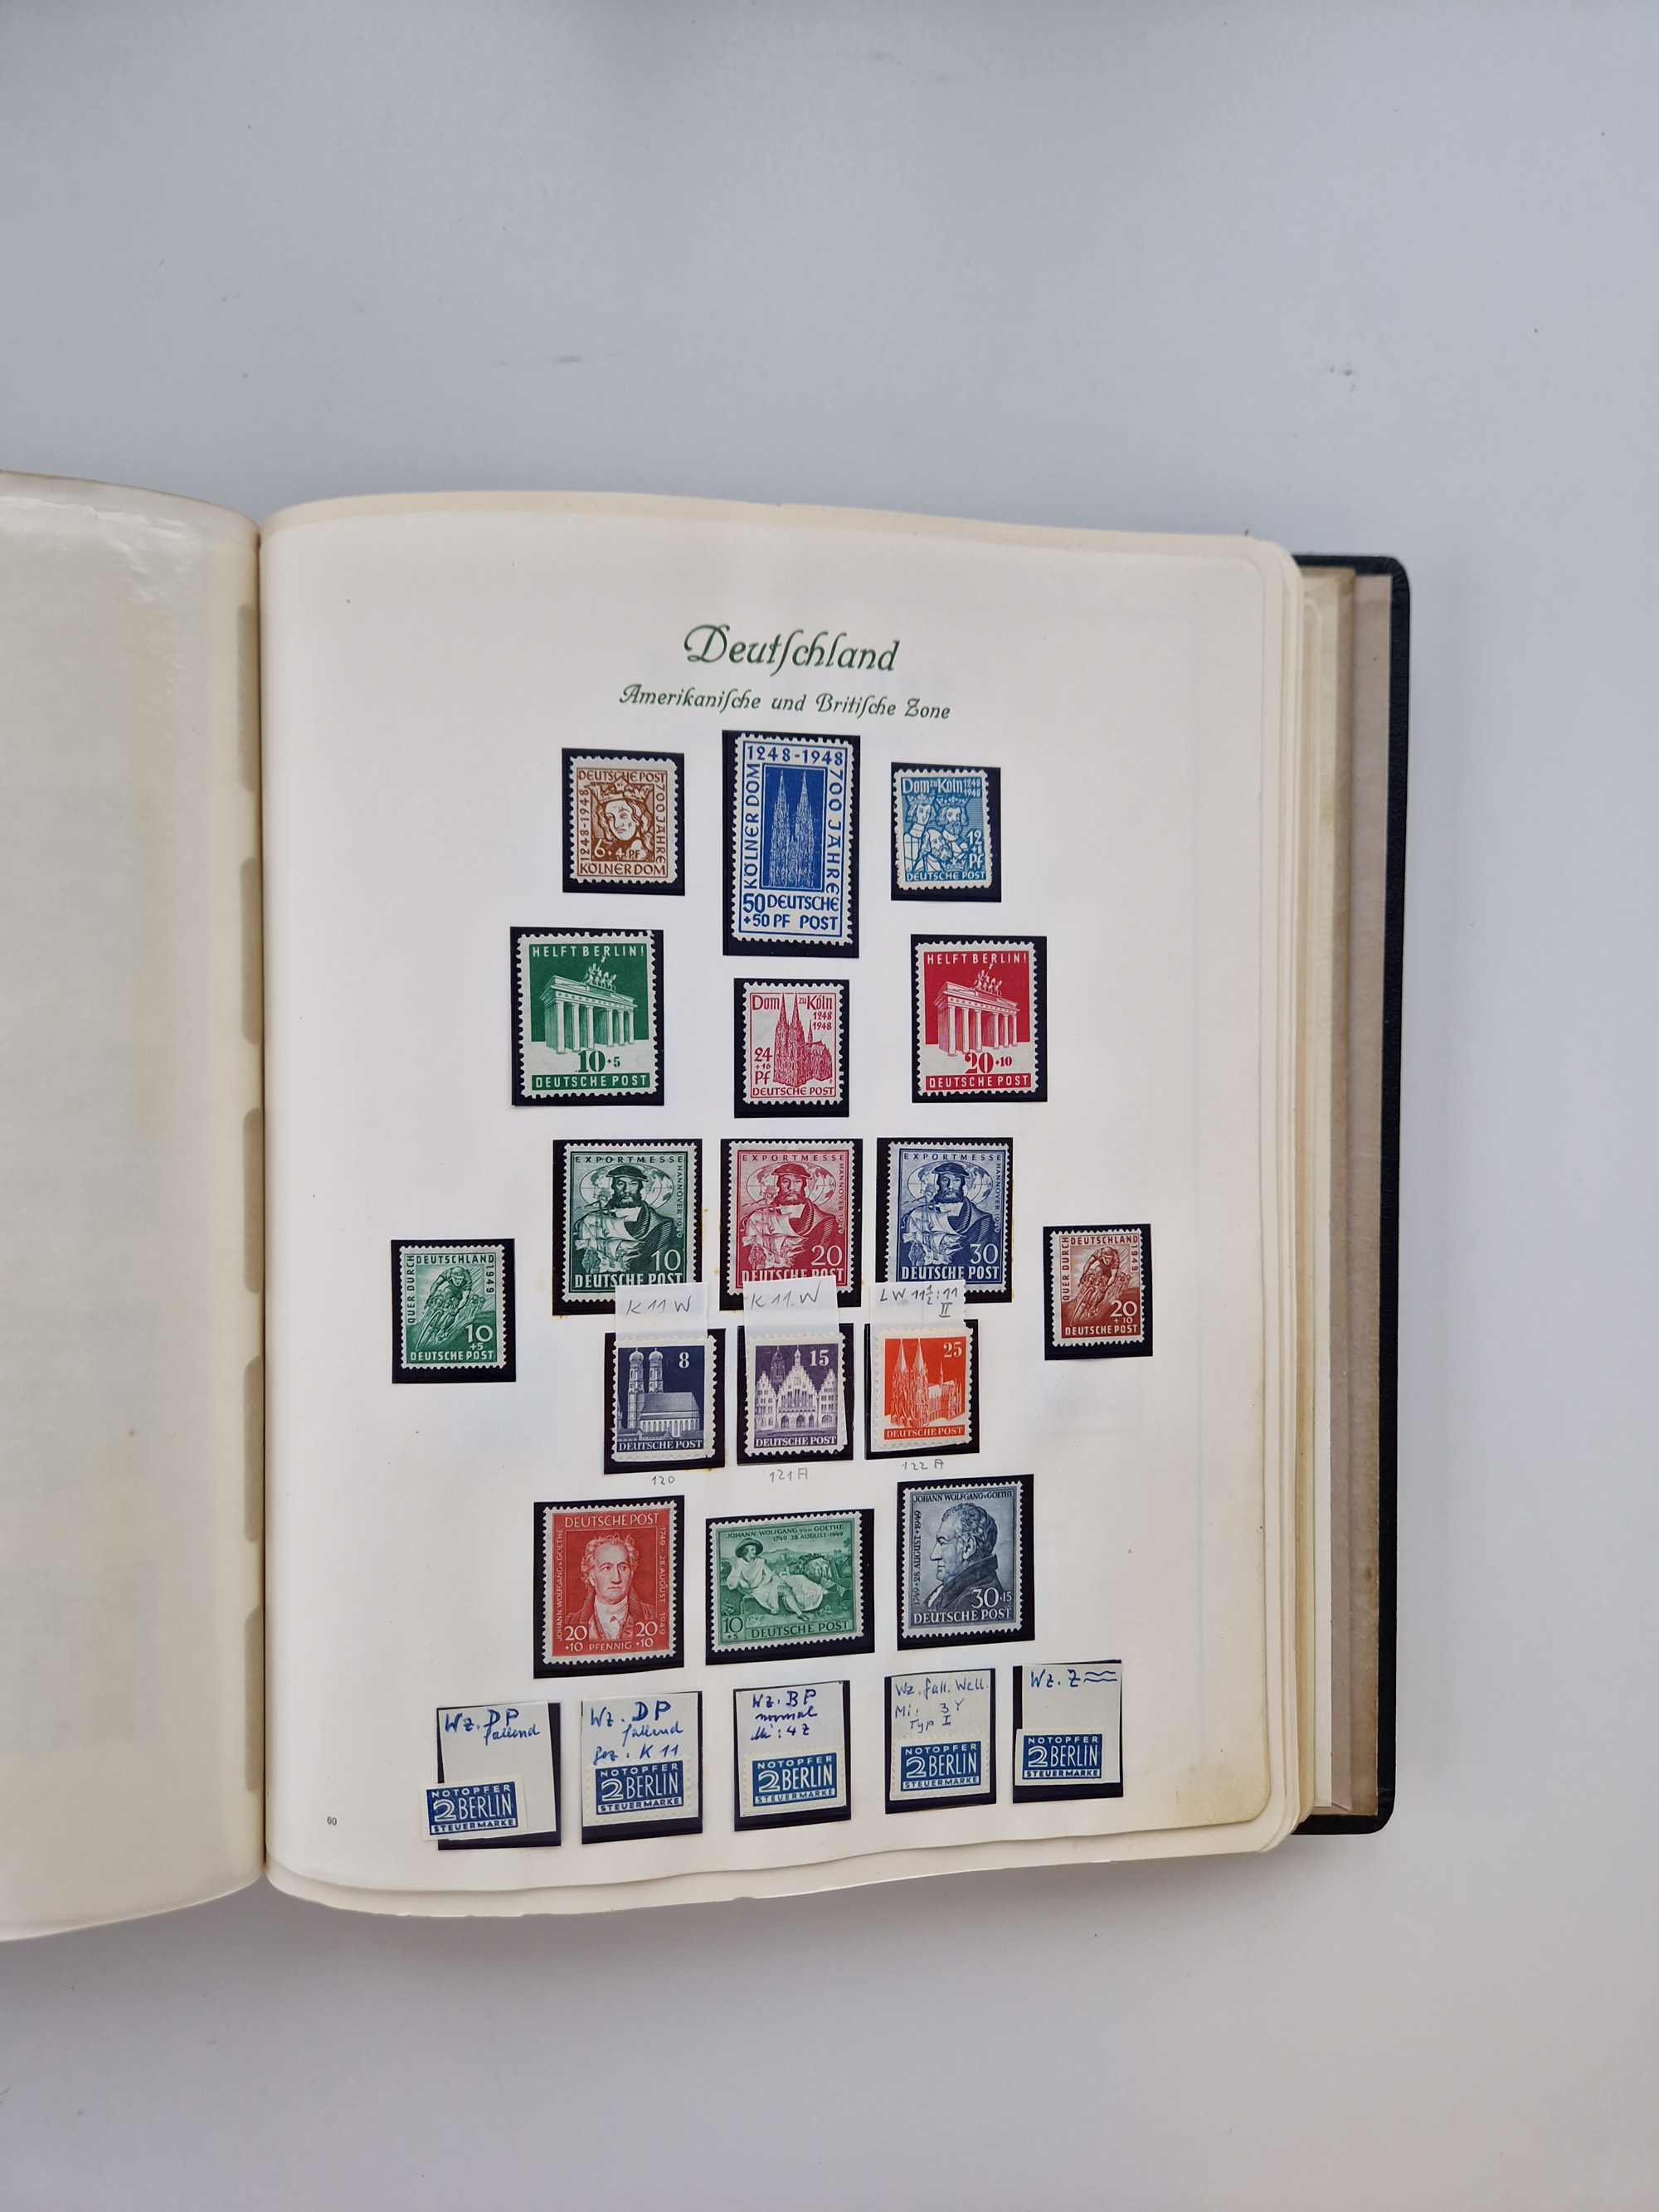 Deutſchland
Amerikaniſche und Britiſche Zone
DEUTSCHE POST
1248-1948
700 JAHRE
6+4 PF
KÖLNER DOM
1248-1948
KÖLNER DOM
700 JAHRE
50 DEUTSCHE
+50 PF POST
Dom zu Köln 1248
1948
12
Pf
DEUTSCHE POST
HELFT BERLIN!
10+5
DEUTSCHE POST
Dom zu Köln
1248
1948
24
+16
Pf
DEUTSCHE POST
HELFT BERLIN!
20+10
DEUTSCHE POST
EXPORTMESSE
HANNOVER 1949
10
DEUTSCHE POST
EXPORTMESSE
HANNOVER 1949
20
DEUTSCHE POST
EXPORTMESSE
HANNOVER 1949
30
DEUTSCHE POST
QUER DURCH
DEUTSCHLAND
1949
10
+5
DEUTSCHE POST
QUER DURCH
DEUTSCHLAND
1949
20
+10
DEUTSCHE POST
K 11 W
K 11 W
LW 11½:11
II
8
DEUTSCHE POST
15
DEUTSCHE POST
25
DEUTSCHE POST
120
121 A
122 A
DEUTSCHE POST
JOHANN WOLFGANG v. GOETHE
1749 · 28. AUGUST · 1949
20 20
+10 PFENNIG +10
JOHANN WOLFGANG VON GOETHE
1749 · 28. AUGUST · 1949
10
+5 DEUTSCHE POST
JOHANN WOLFGANG v. GOETHE
1749 · 28. AUGUST · 1949
30+15
DEUTSCHE POST
Wz. DP
fallend
NOTOPFER
2 BERLIN
STEUERMARKE
Wz. DP
fallend
gez. K 11
NOTOPFER
2 BERLIN
STEUERMARKE
Wz. BP
normal
Mi: 4 Z
NOTOPFER
2 BERLIN
STEUERMARKE
Wz. fall. Well.
Mi: 3 Y
Typ I
NOTOPFER
2 BERLIN
STEUERMARKE
Wz. Z
NOTOPFER
2 BERLIN
STEUERMARKE
60